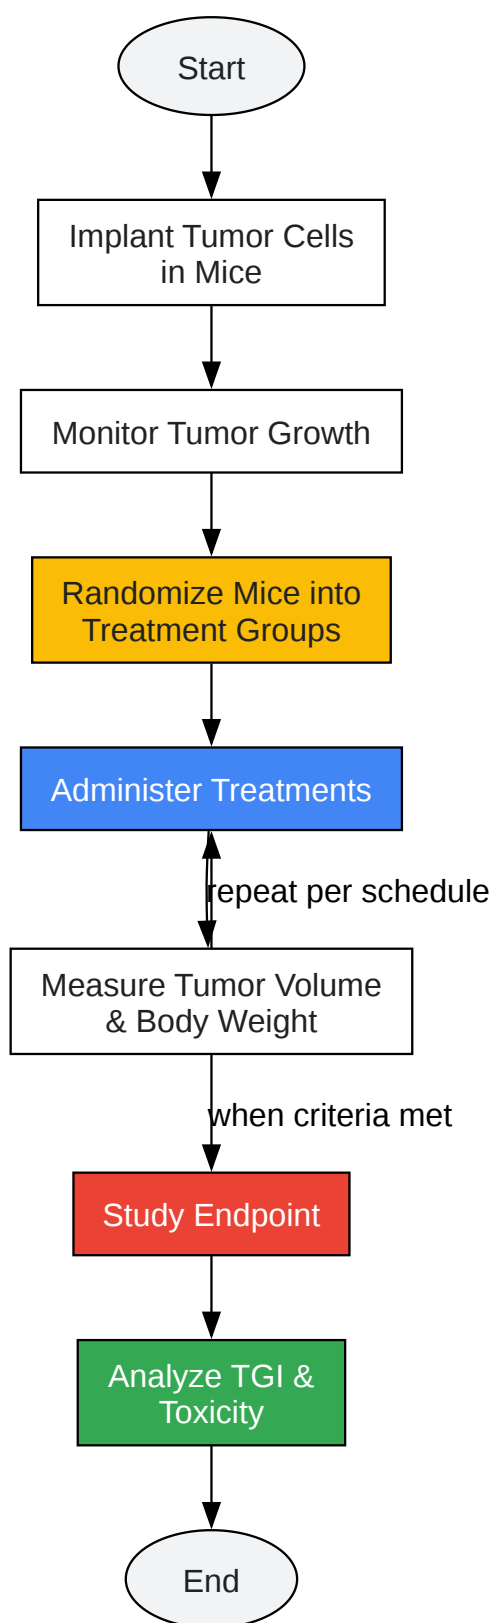 Start
Implant Tumor Cells
in Mice
Monitor Tumor Growth
Randomize Mice into
Treatment Groups
Administer Treatments
repeat per schedule
Measure Tumor Volume
& Body Weight
when criteria met
Study Endpoint
Analyze TGI &
Toxicity
End